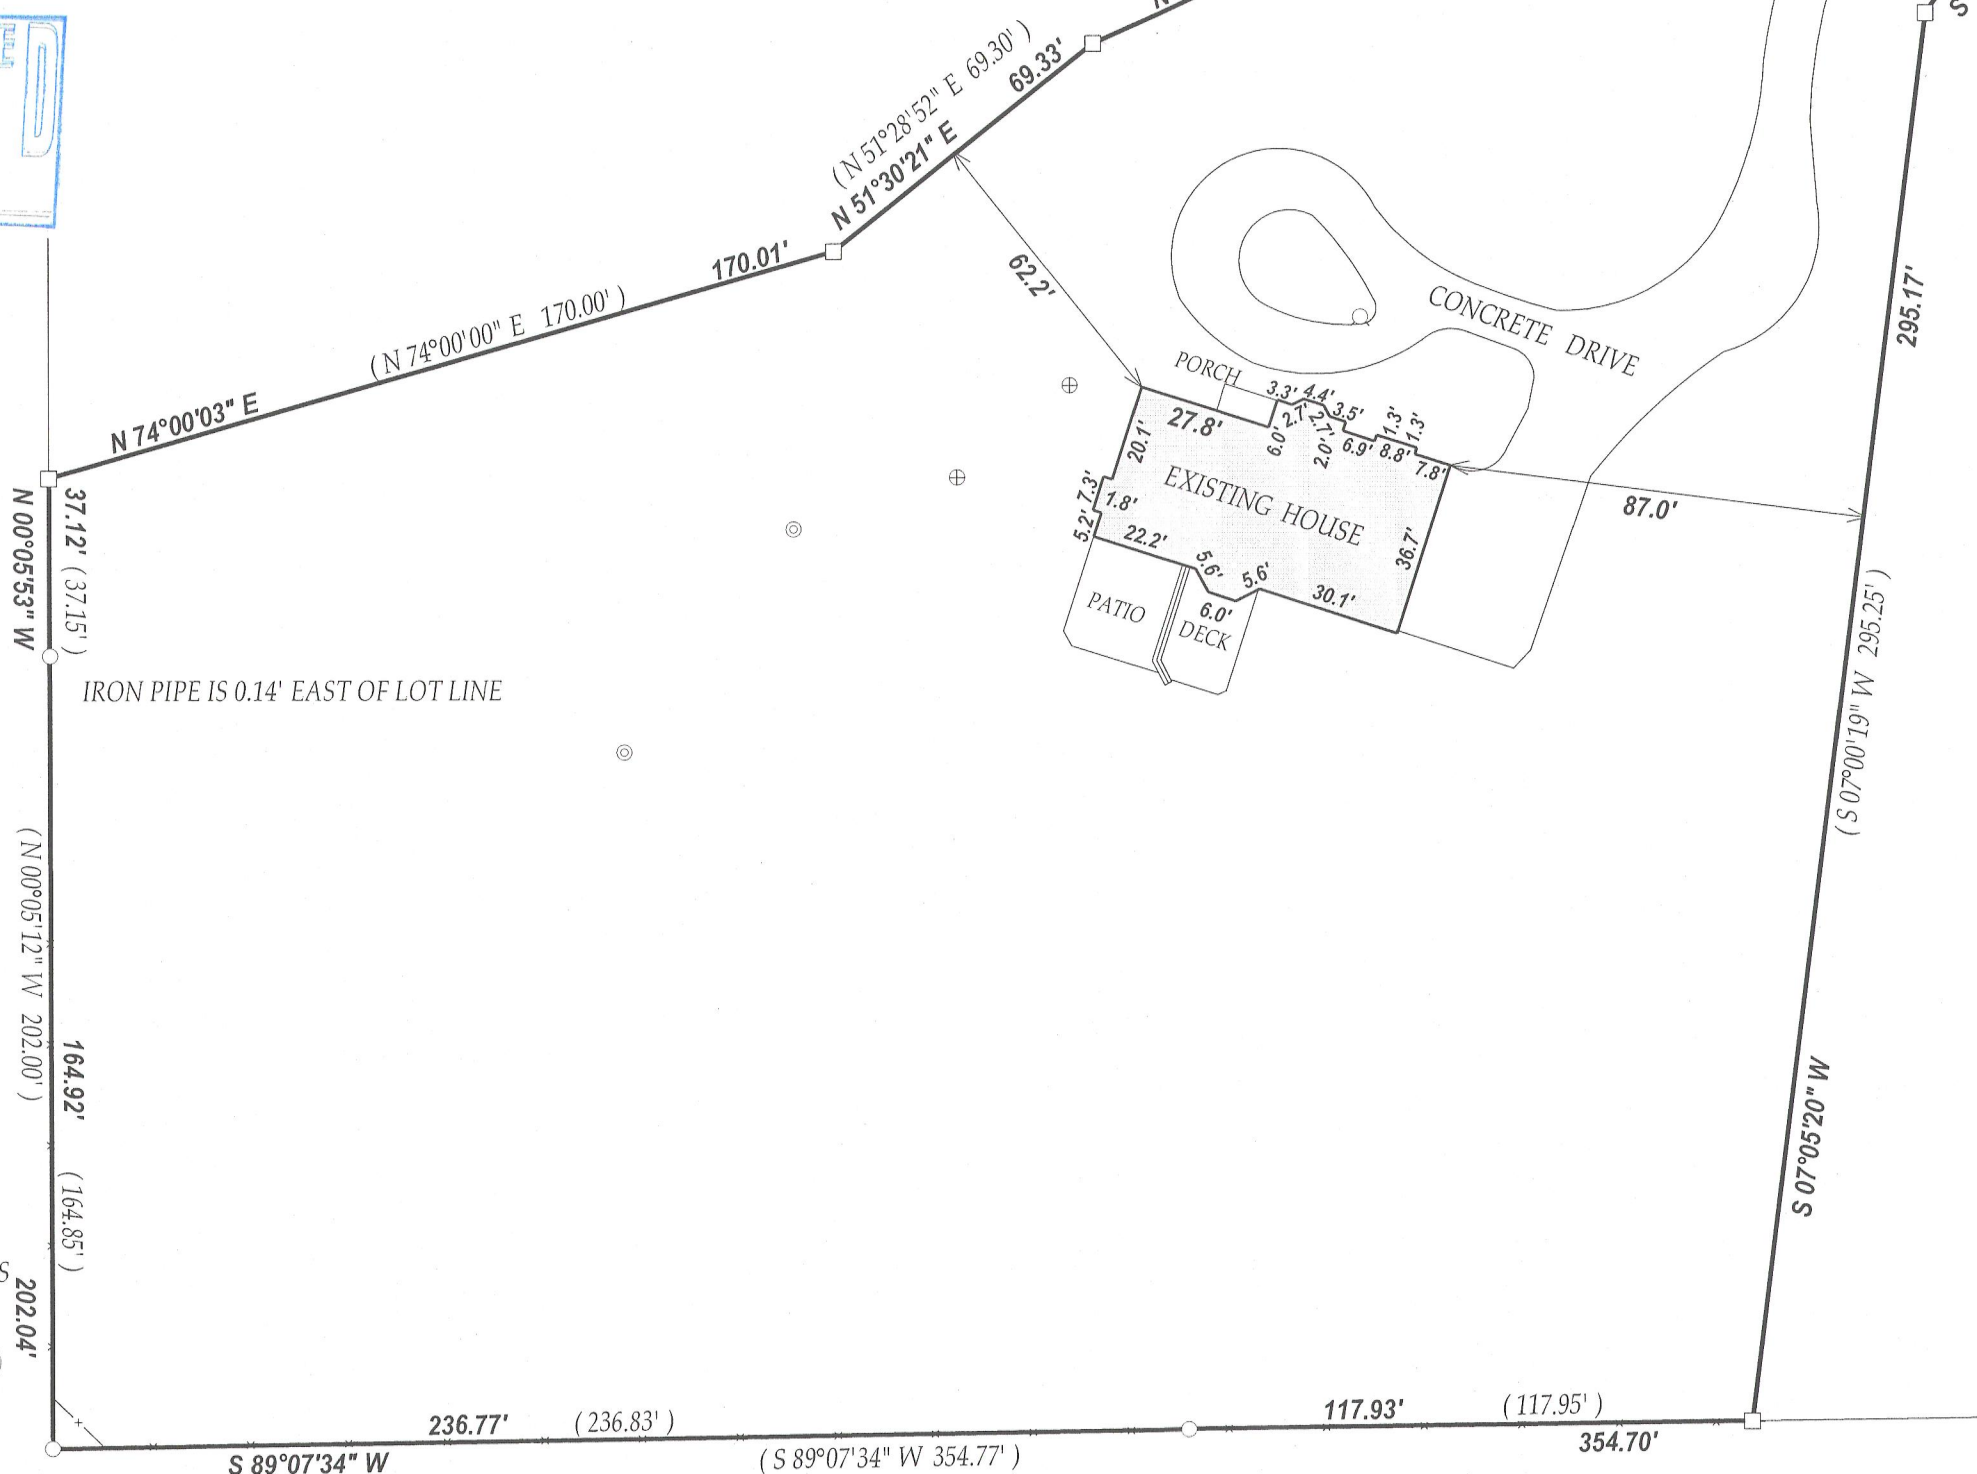 ED
N
S
( N 51°28'52" E 69.30' )
69.33'
N 51°30'21" E
170.01'
( N 74°00'00" E 170.00' )
N 74°00'03" E
62.2'
CONCRETE DRIVE
295.17'
PORCH
3.3'
4.4'
3.5'
1.3'
1.3'
27.8'
6.0'
2.7'
2.7'
2.0'
6.9'
8.8'
7.8'
20.1'
EXISTING HOUSE
87.0'
7.3'
1.8'
5.2'
22.2'
36.7'
5.6'
5.6'
30.1'
6.0'
PATIO
DECK
N 00°05'53" W
37.12' ( 37.15' )
IRON PIPE IS 0.14' EAST OF LOT LINE
( S 07°00'19" W 295.25' )
( N 00°05'12" W 202.00' )
164.92'
( 164.85' )
S 07°05'20" W
S
202.04'
236.77' ( 236.83' )
117.93' ( 117.95' )
S 89°07'34" W
( S 89°07'34" W 354.77' )
354.70'